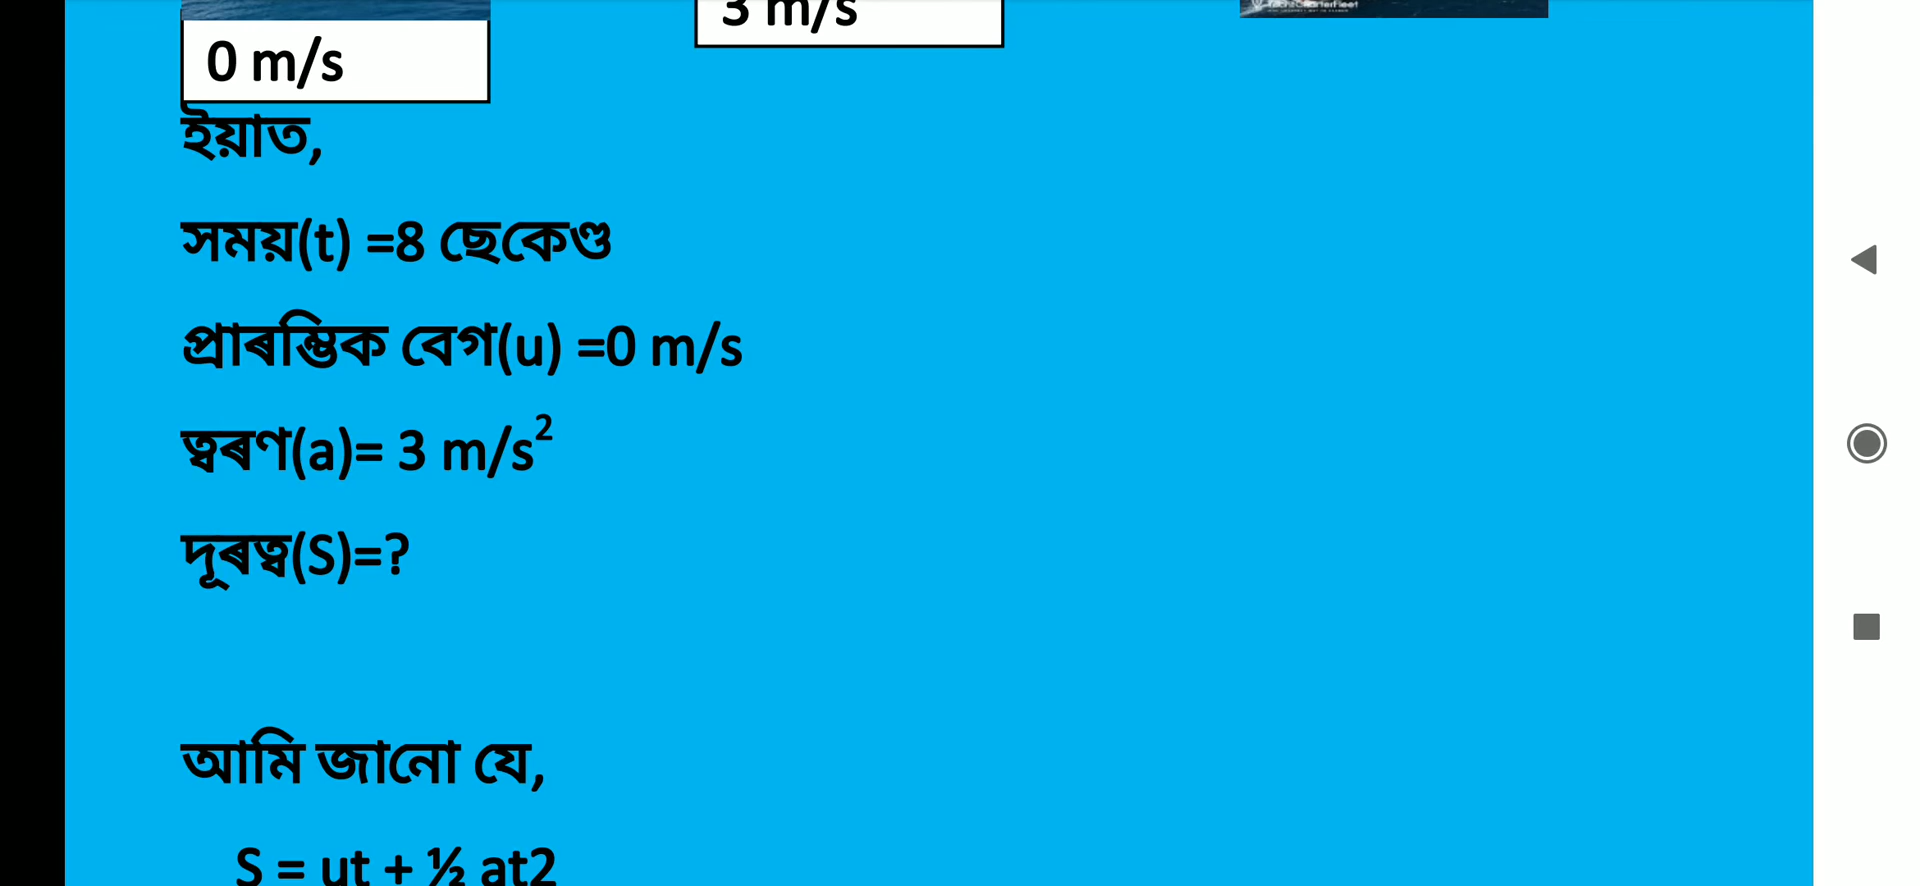 3 m/s
0 m/s
ইয়াত,
সময়(t) =8 ছেকেণ্ড
প্ৰাৰম্ভিক বেগ(u) =0 m/s
ত্বৰণ(a)= 3 m/s²
দূৰত্ব(S)=?
আমি জানো যে,
S = ut + ½ at2